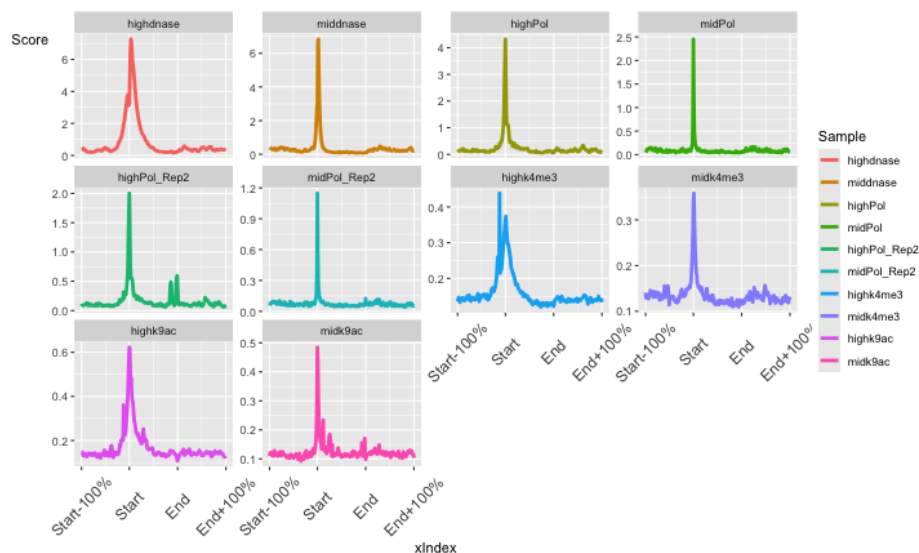 highdnase middnase highPol midPol
Score
6
4
2
0
6
4
2
0
4
3
2
1
0
2.5
2.0
1.5
1.0
0.5
0.0
highPol_Rep2 midPol_Rep2 highk4me3 midk4me3
2.0
1.5
1.0
0.5
0.0
1.2
0.9
0.6
0.3
0.0
0.4
0.3
0.2
0.3
0.2
0.1
highk9ac midk9ac
0.6
0.4
0.2
0.5
0.4
0.3
0.2
0.1
Start-100% Start End End+100%
Start-100% Start End End+100%
Start-100% Start End End+100%
Start-100% Start End End+100%
xIndex
Sample
highdnase
middnase
highPol
midPol
highPol_Rep2
midPol_Rep2
highk4me3
midk4me3
highk9ac
midk9ac